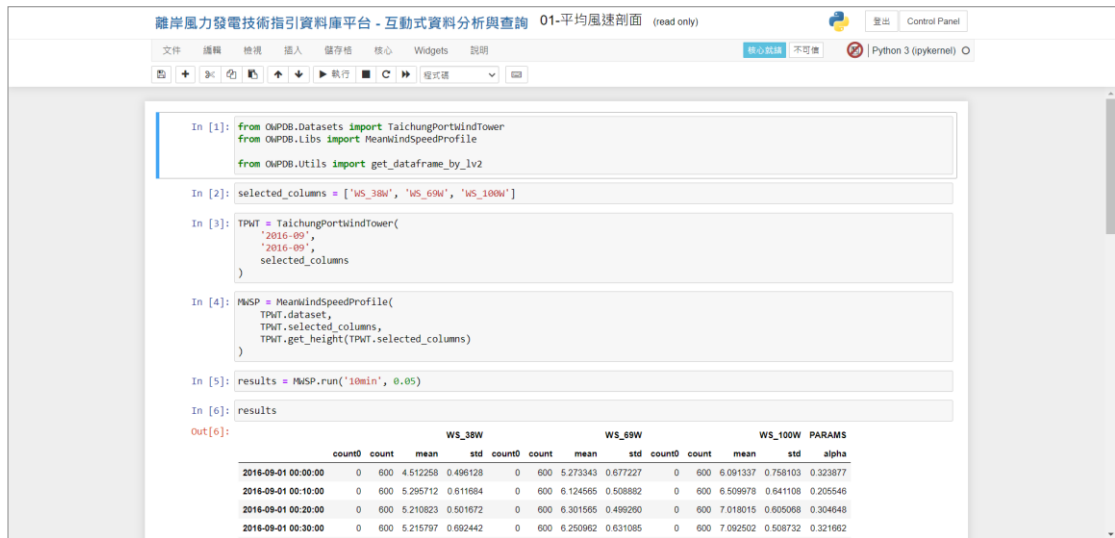 離岸風力發電技術指引資料庫平台 - 互動式資料分析與查詢 01-平均風速剖面 (read only) 登出 Control Panel
文件 編輯 檢視 插入 儲存格 核心 Widgets 說明 核心就緒 不可信 Python 3 (ipykernel)
執行 程式碼
In [1]: from OWPDB.Datasets import TaichungPortWindTower
from OWPDB.Libs import MeanWindSpeedProfile
from OWPDB.Utils import get_dataframe_by_lv2
In [2]: selected_columns = ['WS_38W', 'WS_69W', 'WS_100W']
In [3]: TPWT = TaichungPortWindTower(
'2016-09',
'2016-09',
selected_columns
)
In [4]: MWSP = MeanWindSpeedProfile(
TPWT.dataset,
TPWT.selected_columns,
TPWT.get_height(TPWT.selected_columns)
)
In [5]: results = MWSP.run('10min', 0.05)
In [6]: results
Out[6]: WS_38W WS_69W WS_100W PARAMS
count0 count mean std count0 count mean std count0 count mean std alpha
2016-09-01 00:00:00 0 600 4.512258 0.496128 0 600 5.273343 0.677227 0 600 6.091337 0.758103 0.323877
2016-09-01 00:10:00 0 600 5.295712 0.611684 0 600 6.124565 0.508882 0 600 6.509978 0.641108 0.205546
2016-09-01 00:20:00 0 600 5.210823 0.501672 0 600 6.301565 0.499260 0 600 7.018015 0.605068 0.304648
2016-09-01 00:30:00 0 600 5.215797 0.692442 0 600 6.250962 0.631085 0 600 7.092502 0.508732 0.321662